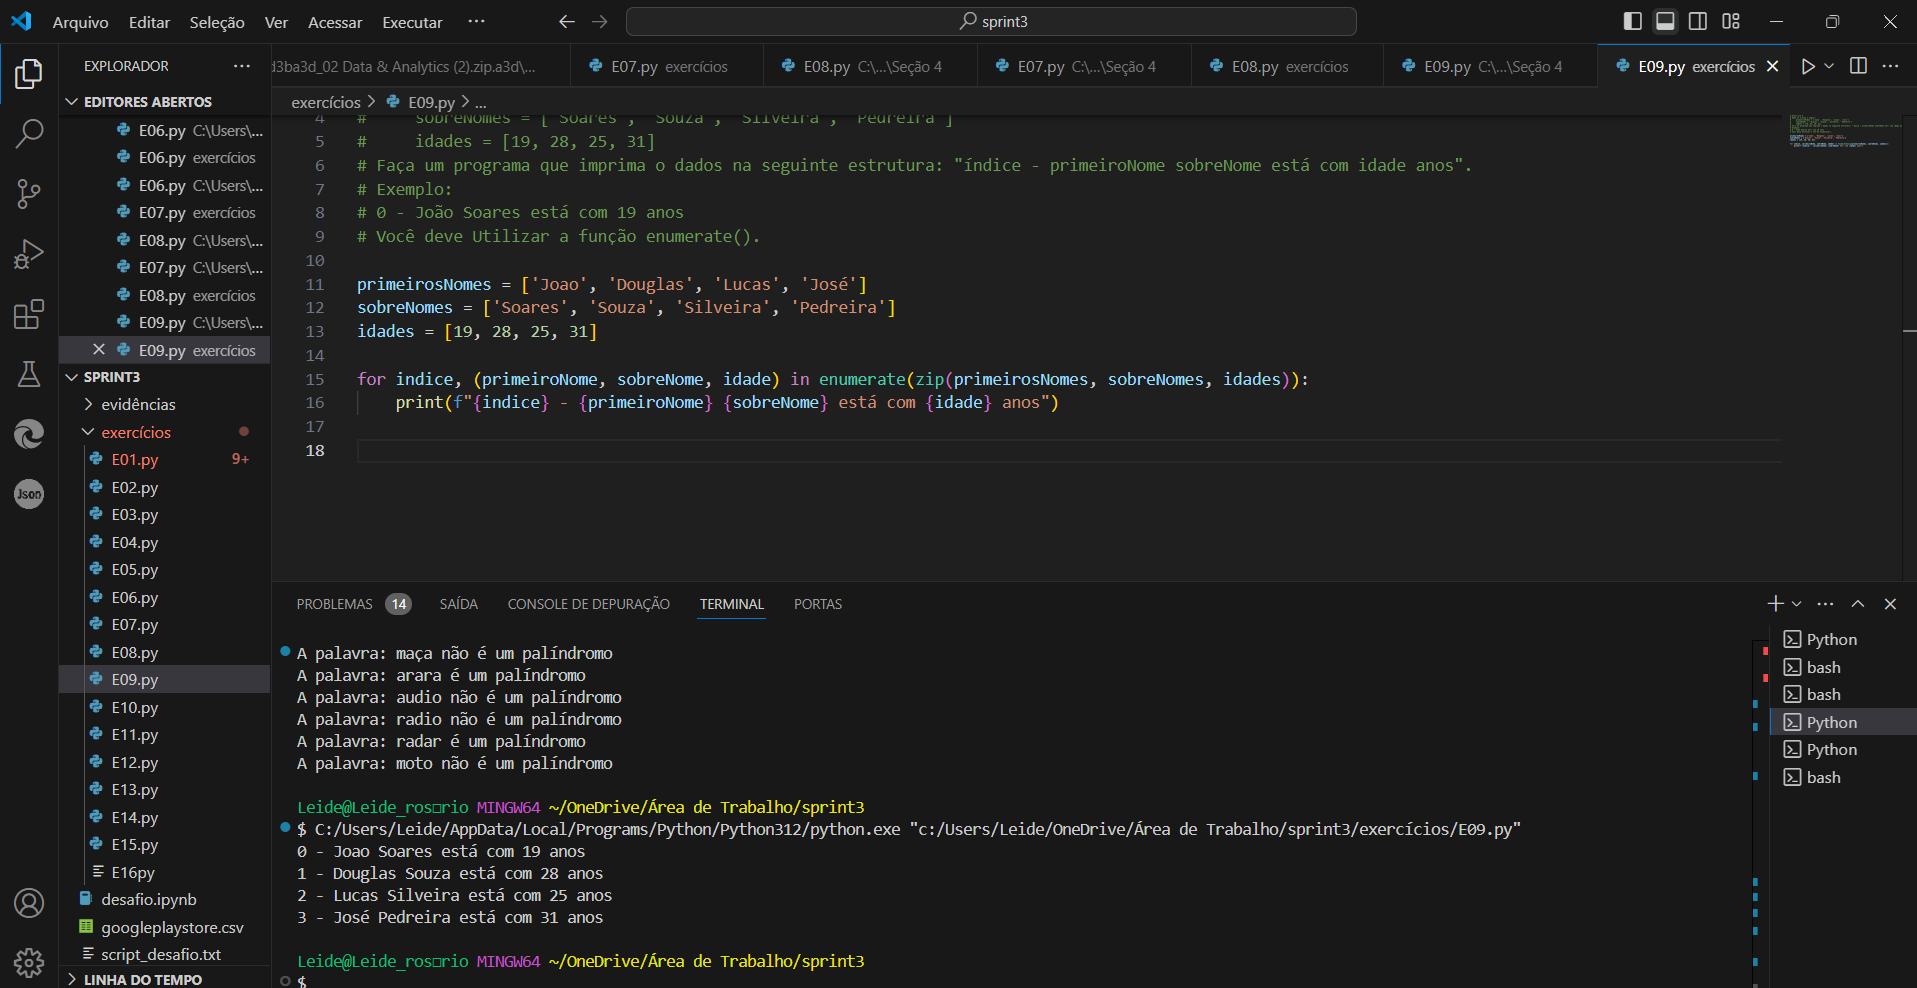 Arquivo Editar Seleção Ver Acessar Executar ··· sprint3
EXPLORADOR ···
d3ba3d_02 Data & Analytics (2).zip.a3d\... E07.py exercícios E08.py C:\...\Seção 4 E07.py C:\...\Seção 4 E08.py exercícios E09.py C:\...\Seção 4 E09.py exercícios
EDITORES ABERTOS
E06.py C:\Users\...
E06.py exercícios
E06.py C:\Users\...
E07.py exercícios
E08.py C:\Users\...
E07.py C:\Users\...
E08.py exercícios
E09.py C:\Users\...
E09.py exercícios
SPRINT3
evidências
exercícios
E01.py 9+
E02.py
E03.py
E04.py
E05.py
E06.py
E07.py
E08.py
E09.py
E10.py
E11.py
E12.py
E13.py
E14.py
E15.py
E16py
desafio.ipynb
googleplaystore.csv
script_desafio.txt
LINHA DO TEMPO
Json
exercícios > E09.py > ...
4 # sobreNomes = ['Soares', 'Souza', 'Silveira', 'Pedreira']
5 # idades = [19, 28, 25, 31]
6 # Faça um programa que imprima o dados na seguinte estrutura: "índice - primeiroNome sobreNome está com idade anos".
7 # Exemplo:
8 # 0 - João Soares está com 19 anos
9 # Você deve Utilizar a função enumerate().
10
11 primeirosNomes = ['Joao', 'Douglas', 'Lucas', 'José']
12 sobreNomes = ['Soares', 'Souza', 'Silveira', 'Pedreira']
13 idades = [19, 28, 25, 31]
14
15 for indice, (primeiroNome, sobreNome, idade) in enumerate(zip(primeirosNomes, sobreNomes, idades)):
16 print(f"{indice} - {primeiroNome} {sobreNome} está com {idade} anos")
17
18
PROBLEMAS 14 SAÍDA CONSOLE DE DEPURAÇÃO TERMINAL PORTAS
A palavra: maça não é um palíndromo
A palavra: arara é um palíndromo
A palavra: audio não é um palíndromo
A palavra: radio não é um palíndromo
A palavra: radar é um palíndromo
A palavra: moto não é um palíndromo
Leide@Leide_ros□rio MINGW64 ~/OneDrive/Área de Trabalho/sprint3
$ C:/Users/Leide/AppData/Local/Programs/Python/Python312/python.exe "c:/Users/Leide/OneDrive/Área de Trabalho/sprint3/exercícios/E09.py"
0 - Joao Soares está com 19 anos
1 - Douglas Souza está com 28 anos
2 - Lucas Silveira está com 25 anos
3 - José Pedreira está com 31 anos
Leide@Leide_ros□rio MINGW64 ~/OneDrive/Área de Trabalho/sprint3
$
Python
bash
bash
Python
Python
bash